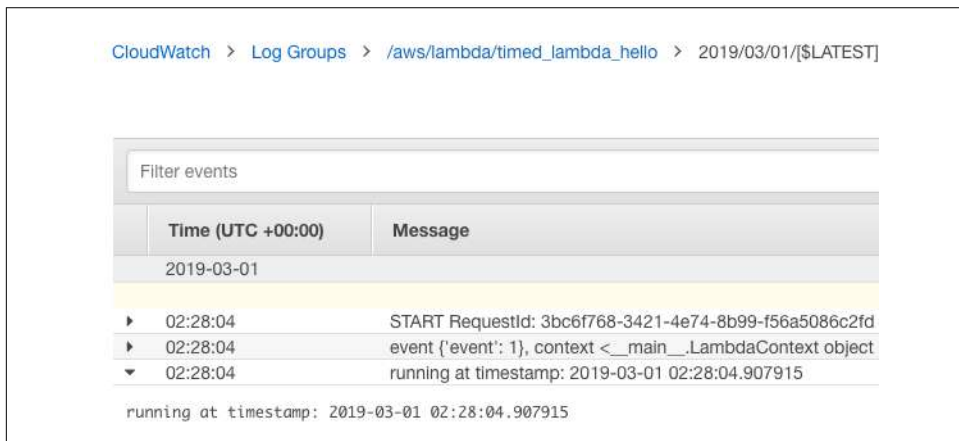 CloudWatch > Log Groups > /aws/lambda/timed_lambda_hello > 2019/03/01/[$LATEST]
Filter events
Time (UTC +00:00) Message
2019-03-01
02:28:04 START RequestId: 3bc6f768-3421-4e74-8b99-f56a5086c2fd
02:28:04 event {'event': 1}, context <__main__.LambdaContext object
02:28:04 running at timestamp: 2019-03-01 02:28:04.907915
running at timestamp: 2019-03-01 02:28:04.907915